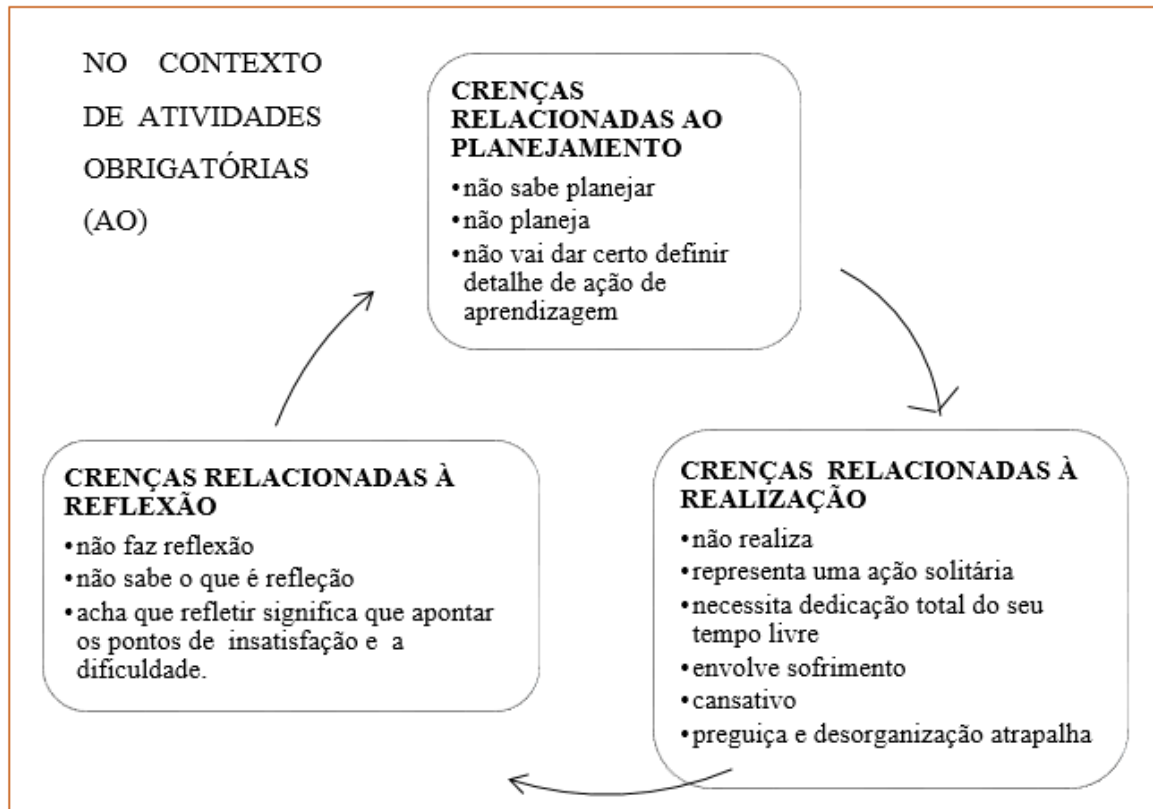 NO CONTEXTO
DE ATIVIDADES
OBRIGATÓRIAS
(AO)
CRENÇAS
RELACIONADAS AO
PLANEJAMENTO
•não sabe planejar
•não planeja
•não vai dar certo definir
detalhe de ação de
aprendizagem
CRENÇAS RELACIONADAS À
REALIZAÇÃO
•não realiza
•representa uma ação solitária
•necessita dedicação total do seu
tempo livre
•envolve sofrimento
•cansativo
•preguiça e desorganização atrapalha
CRENÇAS RELACIONADAS À
REFLEXÃO
•não faz reflexão
•não sabe o que é refleção
•acha que refletir significa que apontar
os pontos de insatisfação e a
dificuldade.